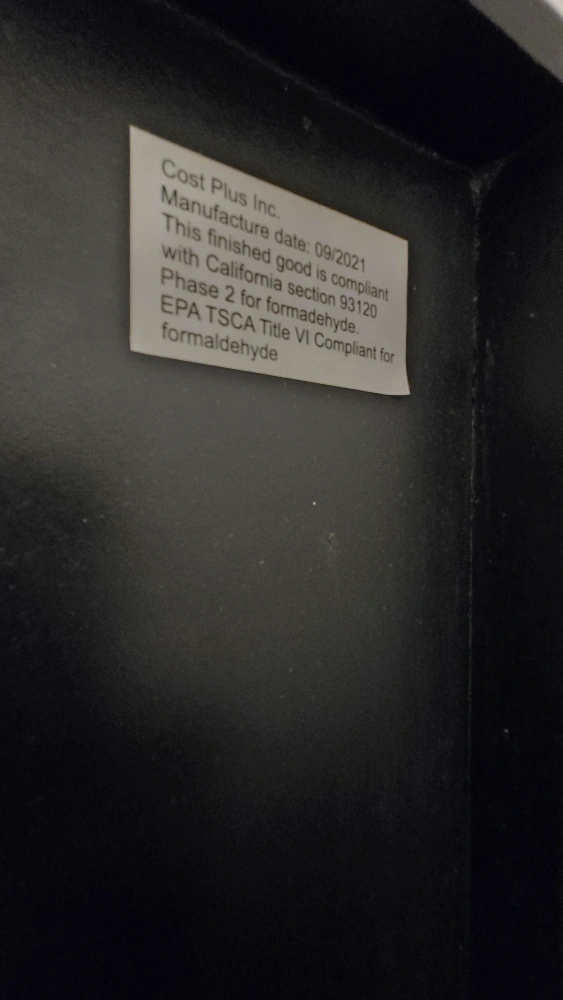 Cost Plus Inc.
Manufacture date: 09/2021
This finished good is compliant
with California section 93120
Phase 2 for formadehyde.
EPA TSCA Title VI Compliant for
formaldehyde